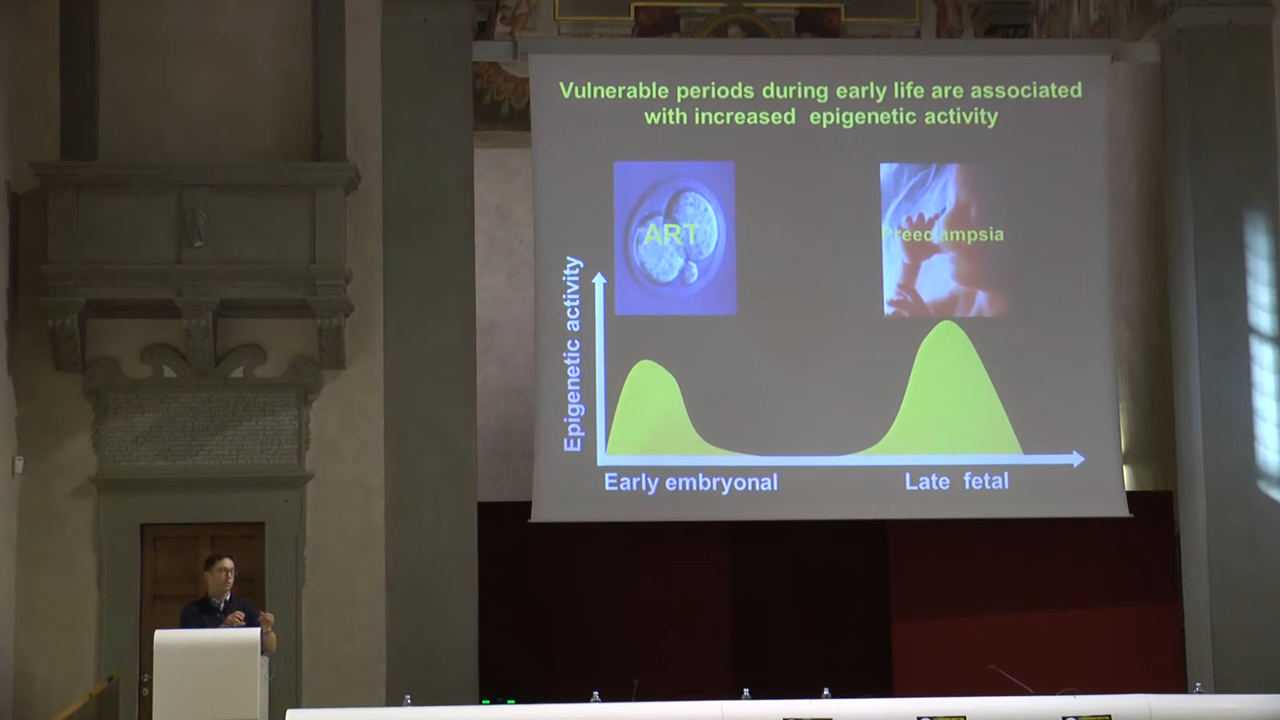 Vulnerable periods during early life are associated
with increased epigenetic activity
ART
Preeclampsia
Epigenetic activity
Early embryonal
Late fetal